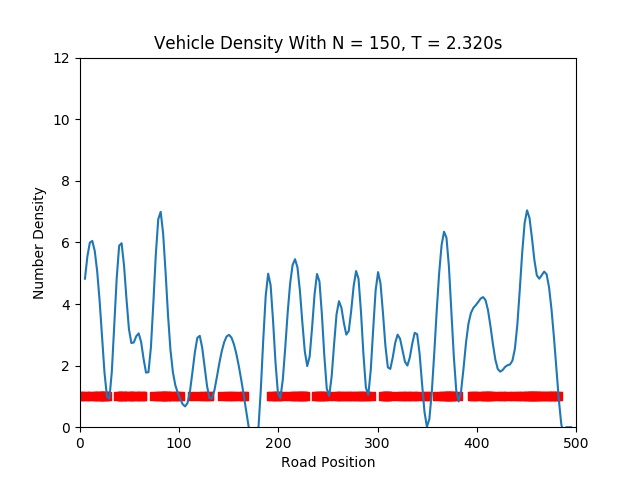 Vehicle Density With N = 150, T = 2.320s
12
10
8
6
4
2
0
Number Density
0 100 200 300 400 500
Road Position